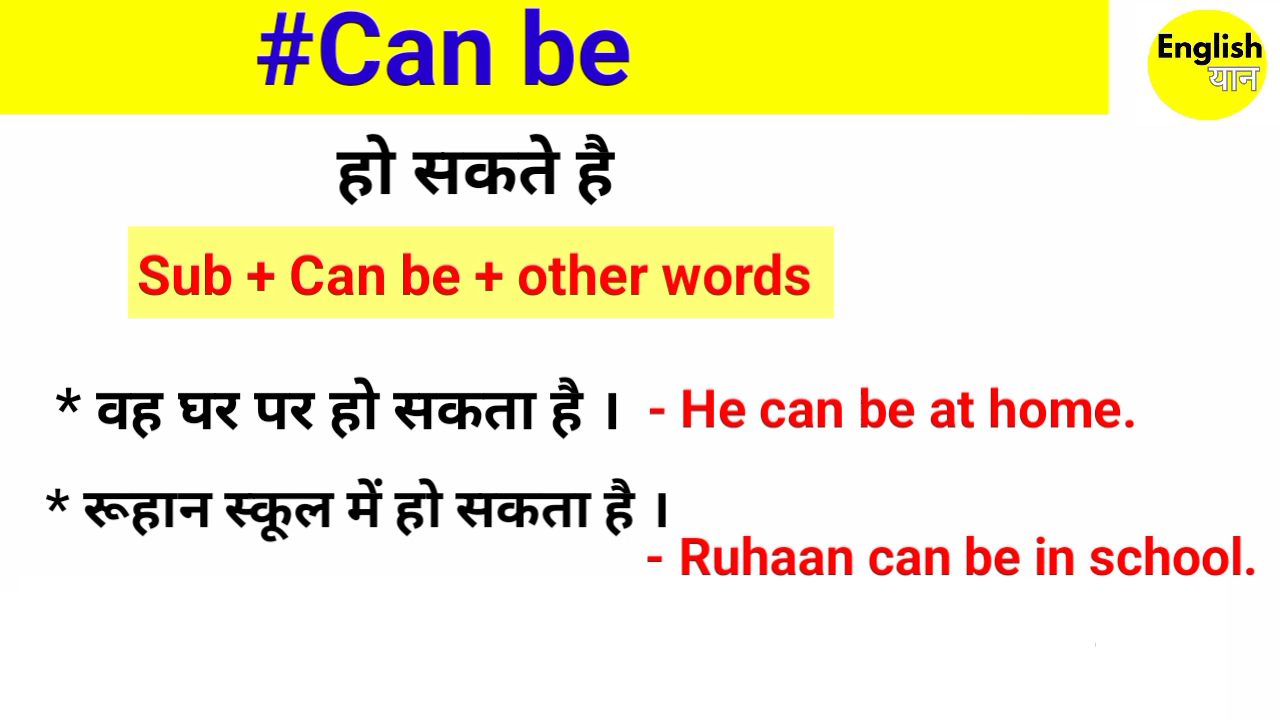 #Can be
English
यान
हो सकते है
Sub + Can be + other words
* वह घर पर हो सकता है । - He can be at home.
* रूहान स्कूल में हो सकता है ।
- Ruhaan can be in school.